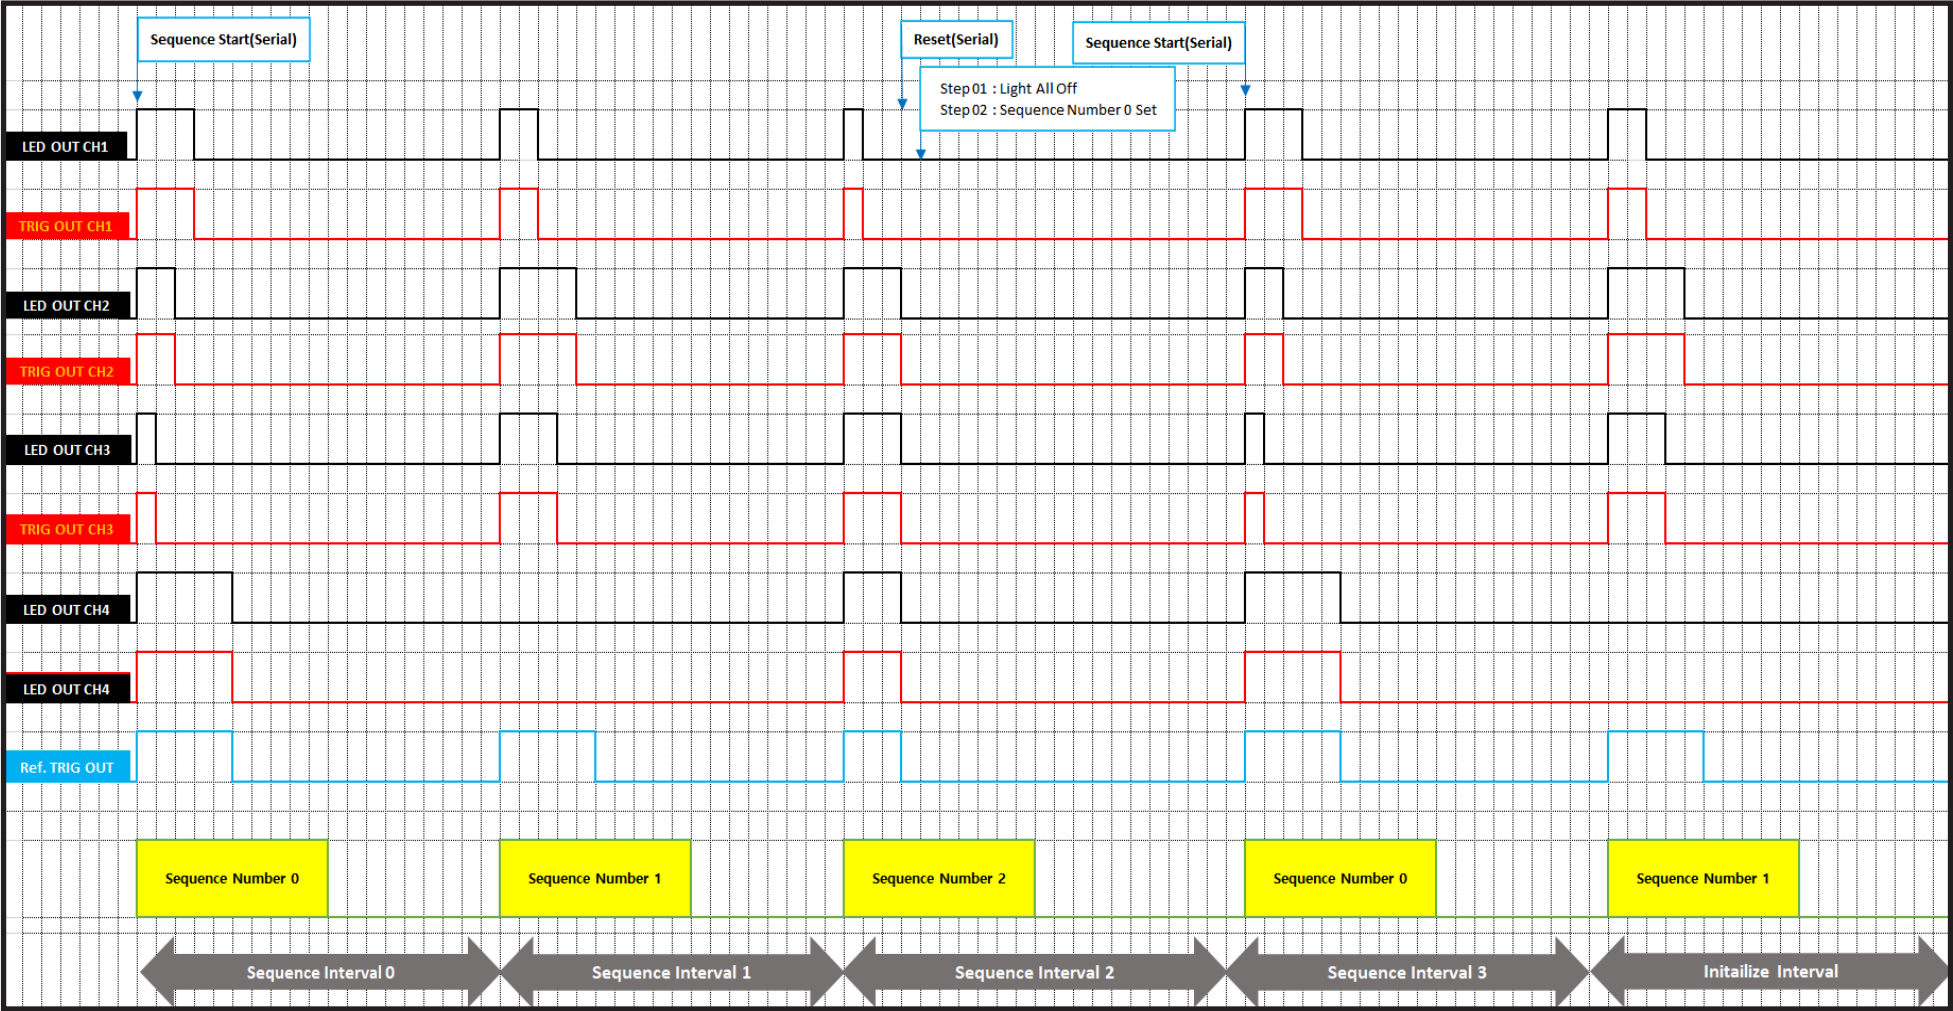 Sequence Start(Serial)
Reset(Serial)
Sequence Start(Serial)
Step 01 : Light All Off
Step 02 : Sequence Number 0 Set
LED OUT CH1
TRIG OUT CH1
LED OUT CH2
TRIG OUT CH2
LED OUT CH3
TRIG OUT CH3
LED OUT CH4
LED OUT CH4
Ref. TRIG OUT
Sequence Number 0
Sequence Number 1
Sequence Number 2
Sequence Number 0
Sequence Number 1
Sequence Interval 0
Sequence Interval 1
Sequence Interval 2
Sequence Interval 3
Initailize Interval